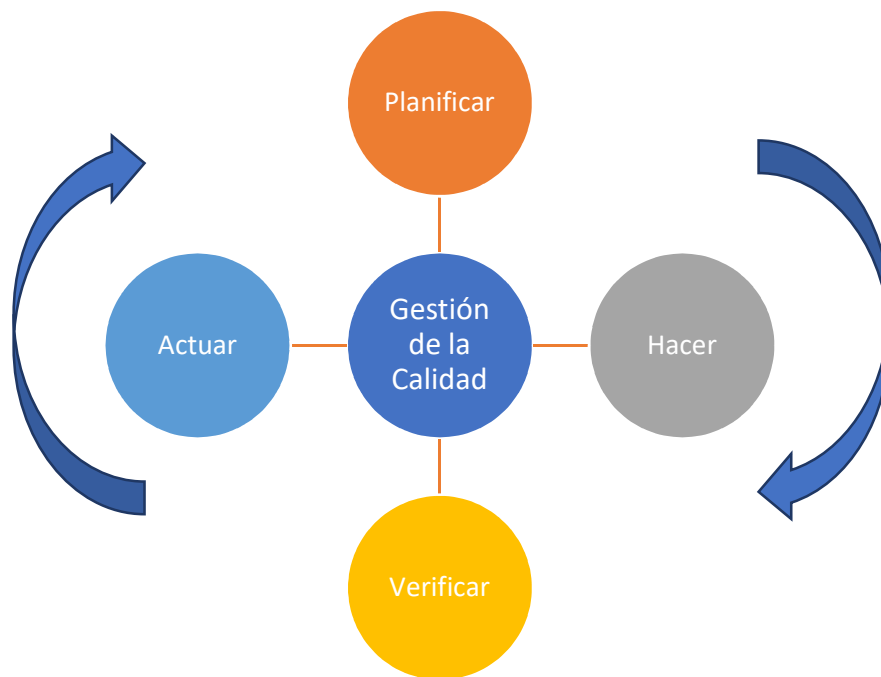 Planificar
Actuar
Gestión
de la
Calidad
Hacer
Verificar